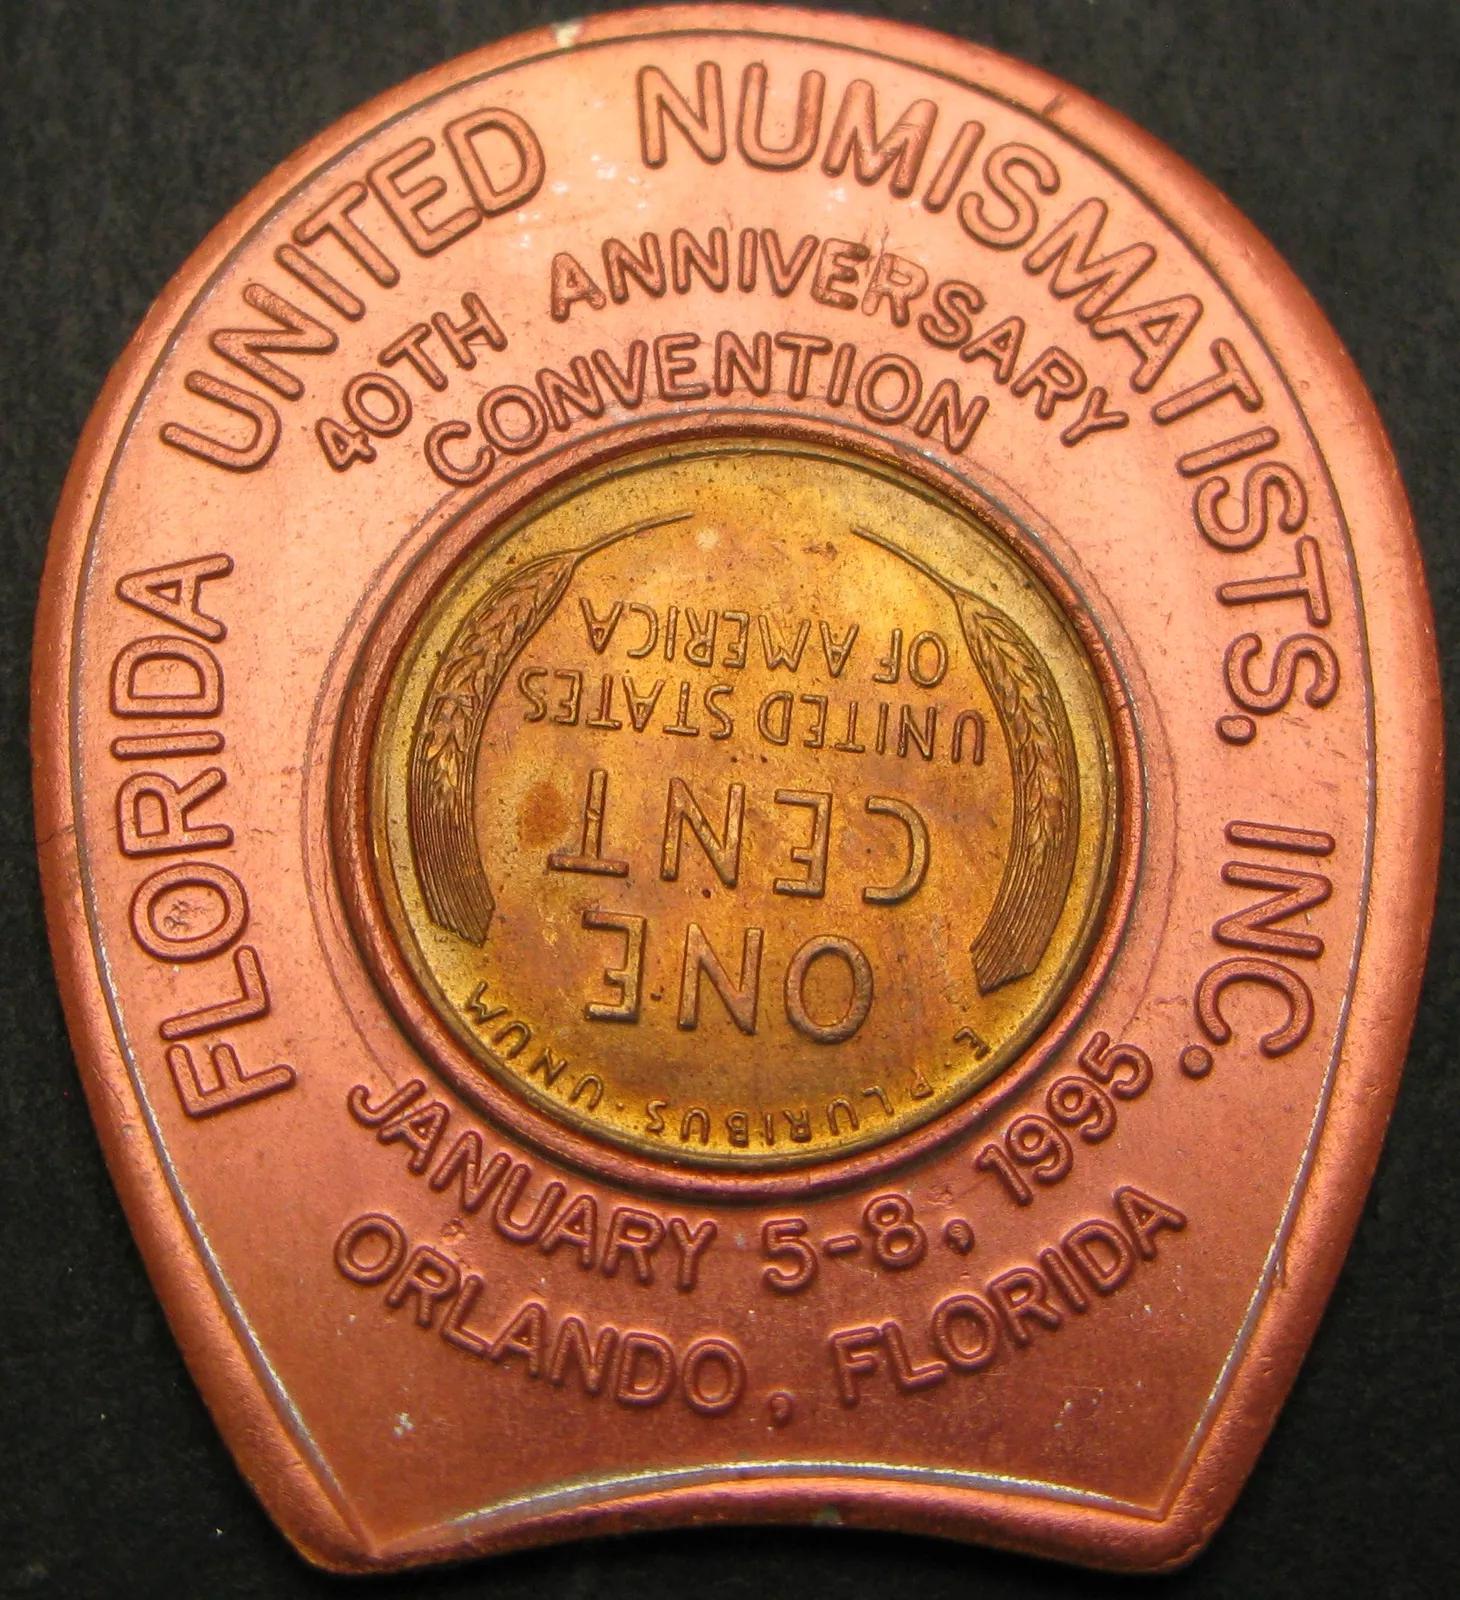 FLORIDA UNITED NUMISMATISTS, INC.
40TH ANNIVERSARY
CONVENTION
E · PLURIBUS · UNUM
ONE
CENT
UNITED STATES
OF AMERICA
JANUARY 5-8, 1995
ORLANDO, FLORIDA